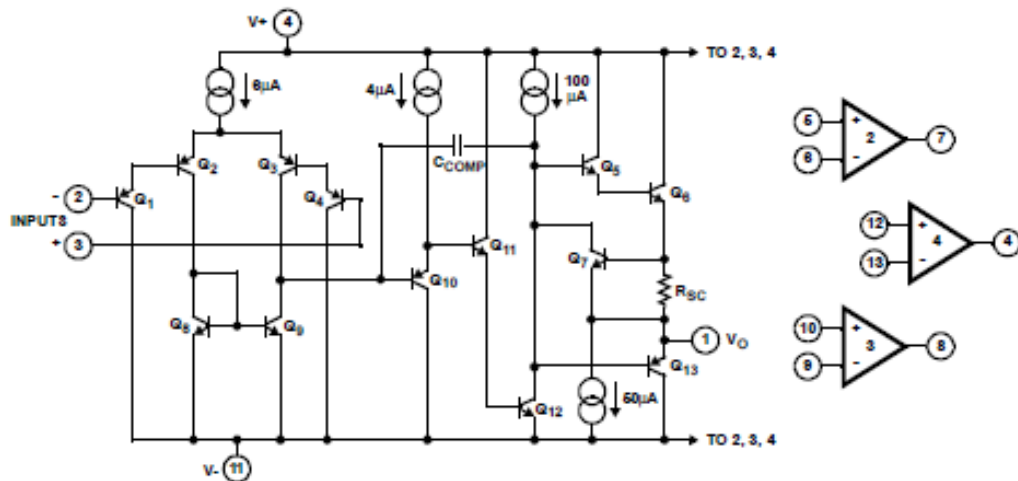 V+ 4
TO 2, 3, 4
6μA
4μA
100 μA
CCOMP
Q1
Q2
Q3
Q4
Q5
Q6
- 2
INPUTS
+ 3
Q11
Q7
Q10
RSC
Q8
Q9
1 VO
Q13
Q12
50μA
V- 11
TO 2, 3, 4
5 + 2 7
6 -
12 + 4 4
13 -
10 + 3 8
9 -